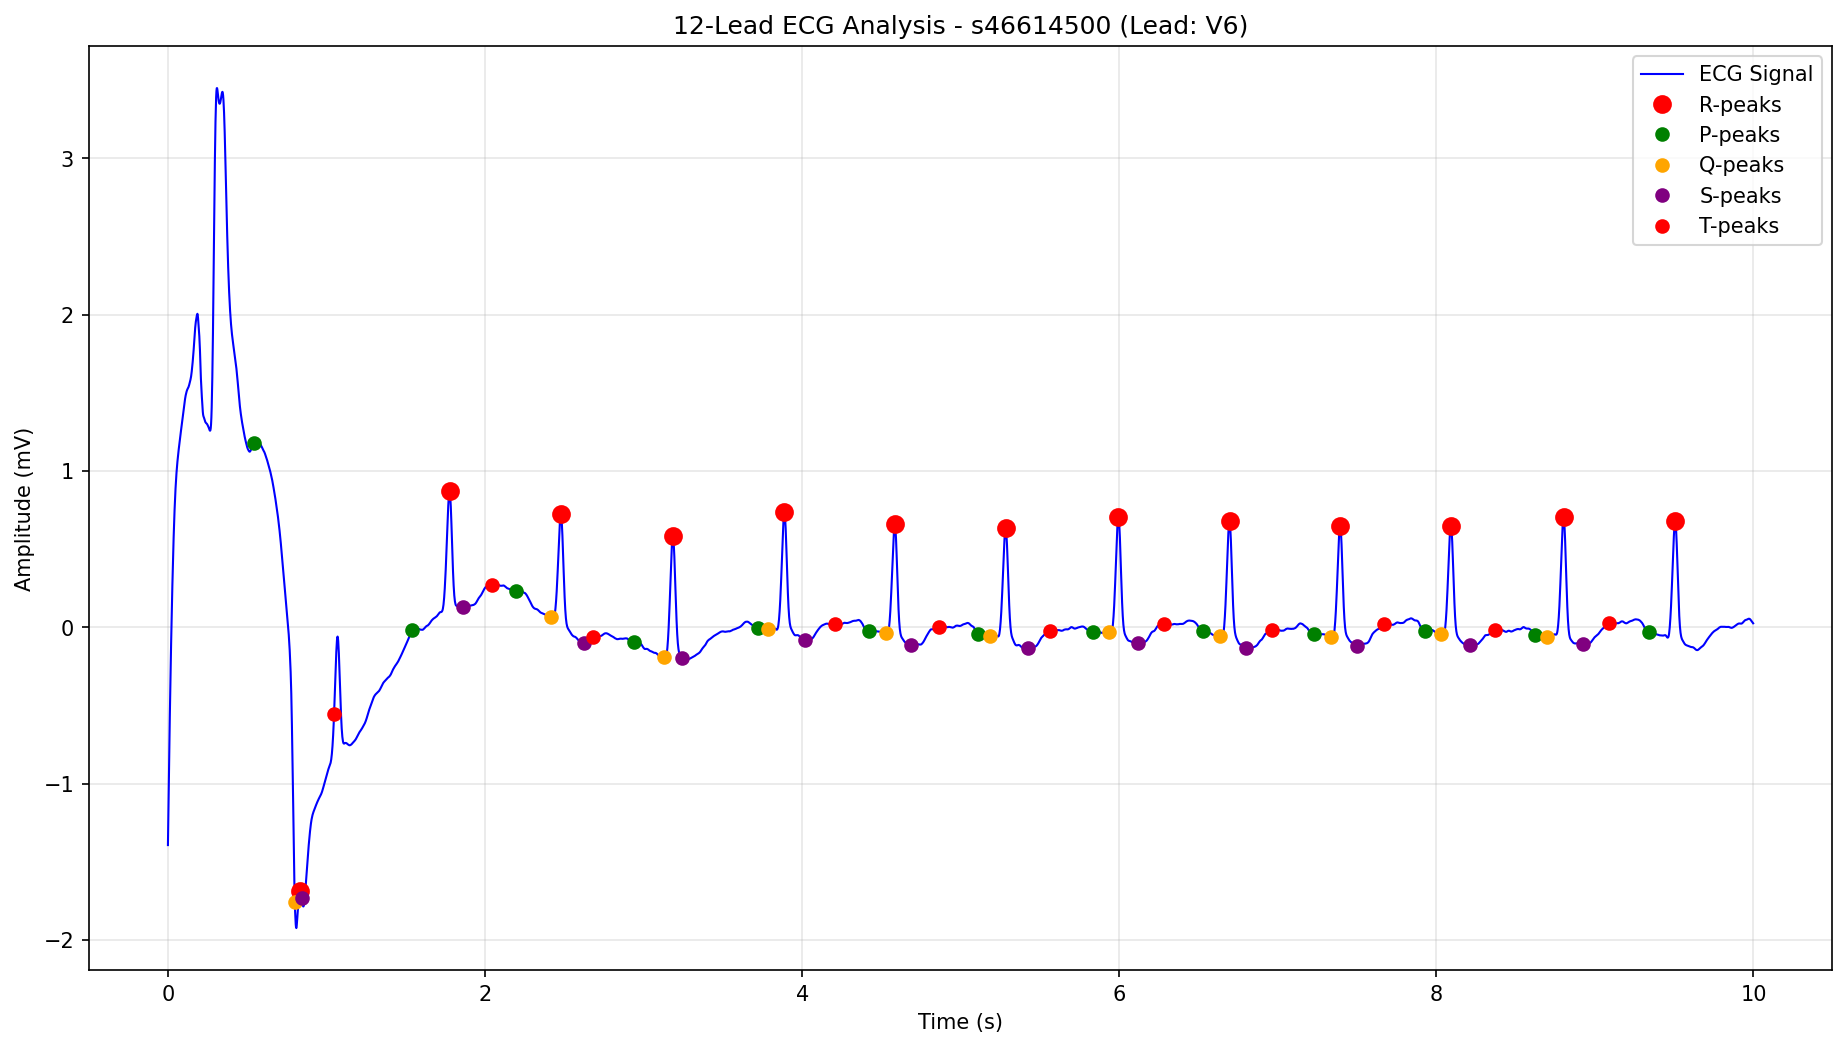 12-Lead ECG Analysis - s46614500 (Lead: V6)
ECG Signal
R-peaks
P-peaks
Q-peaks
S-peaks
T-peaks
Amplitude (mV)
3
2
1
0
−1
−2
0 2 4 6 8 10
Time (s)